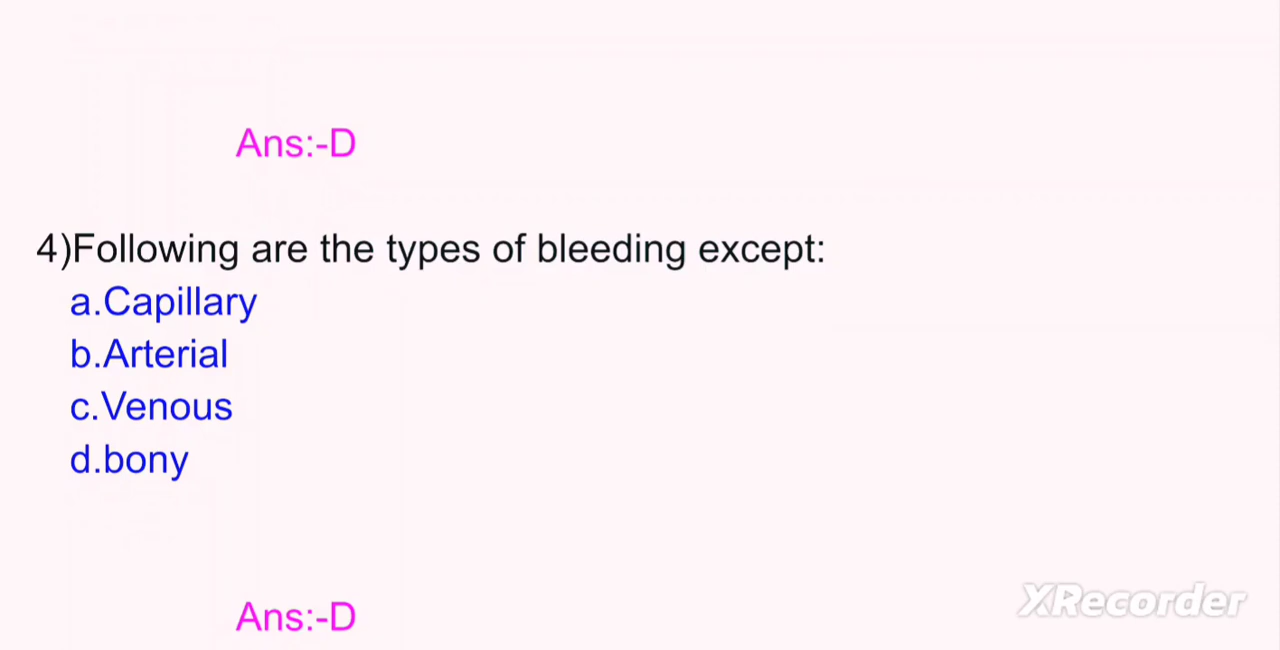 Ans:-D
4)Following are the types of bleeding except:
a.Capillary
b.Arterial
c.Venous
d.bony
Ans:-D
XRecorder